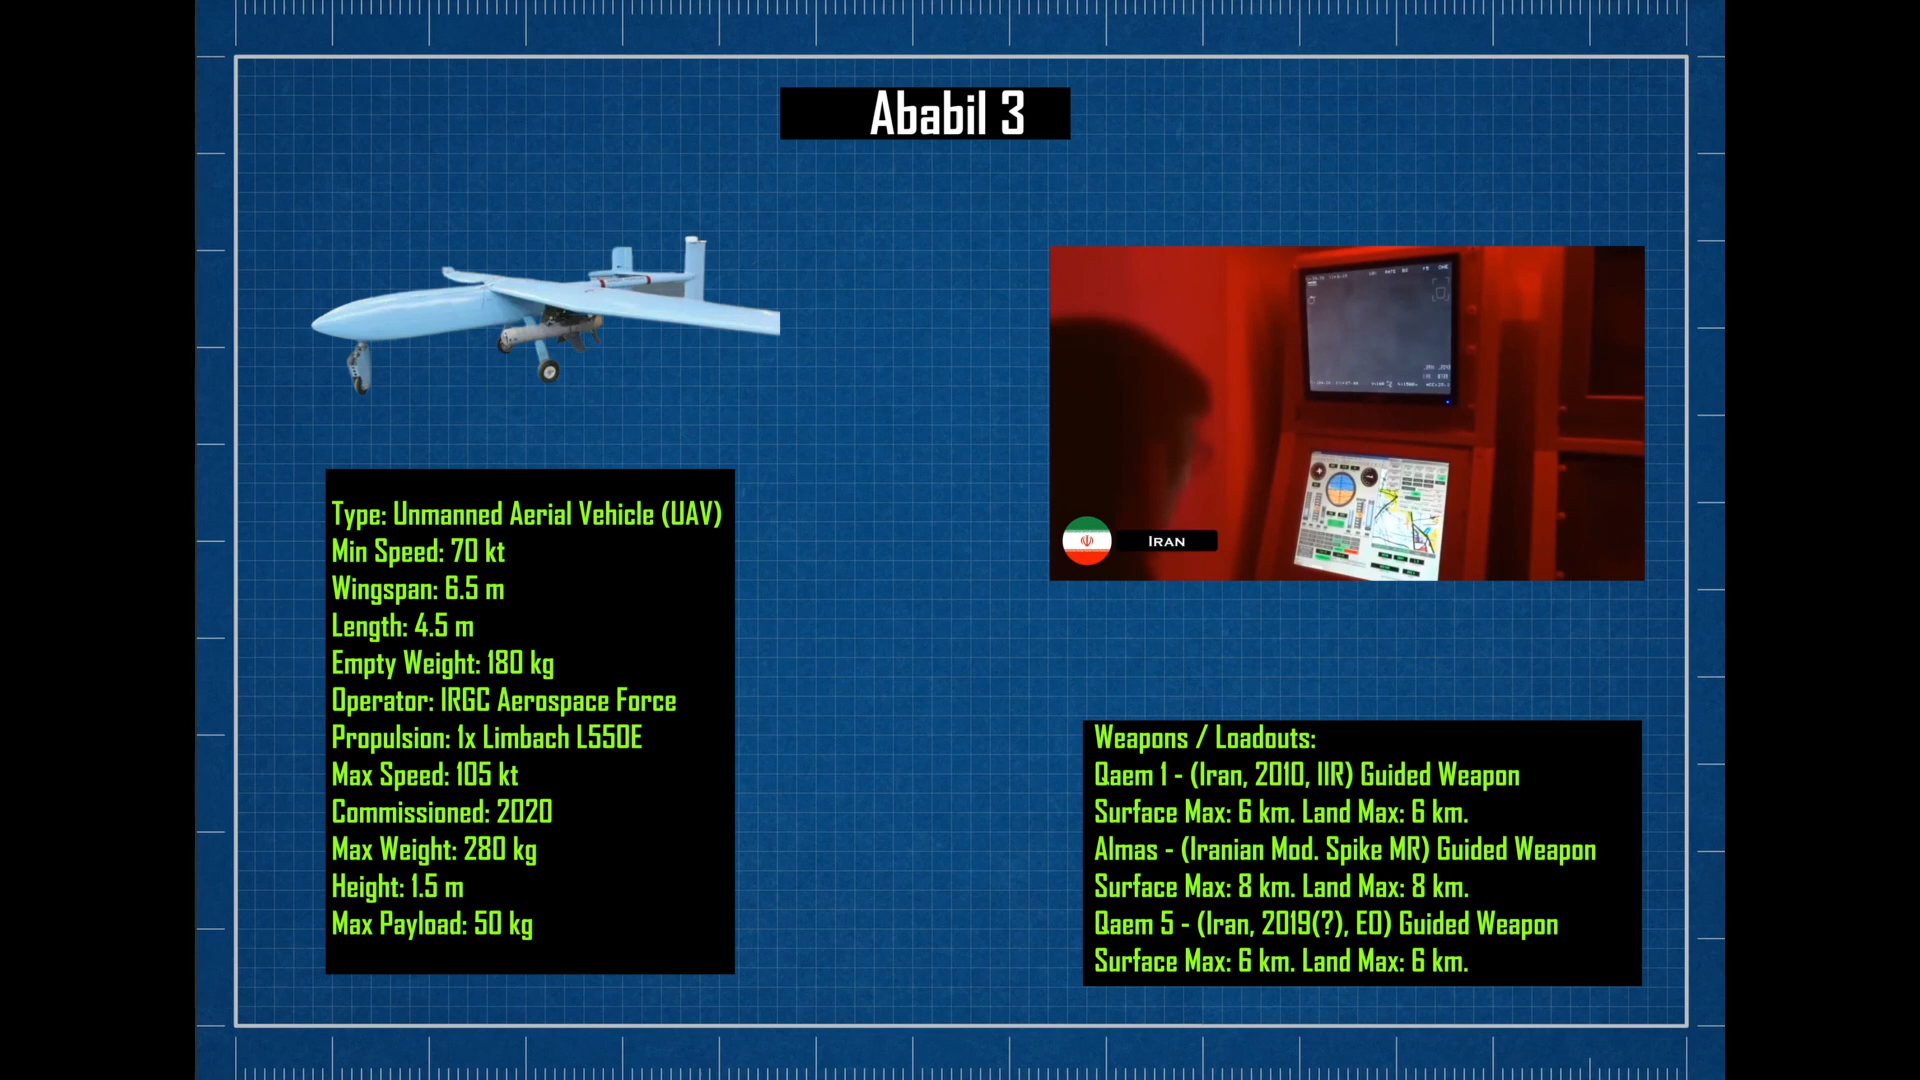 Ababil 3
Type: Unmanned Aerial Vehicle (UAV)
Min Speed: 70 kt
Wingspan: 6.5 m
Length: 4.5 m
Empty Weight: 180 kg
Operator: IRGC Aerospace Force
Propulsion: 1x Limbach L550E
Max Speed: 105 kt
Commissioned: 2020
Max Weight: 280 kg
Height: 1.5 m
Max Payload: 50 kg
Iran
Weapons / Loadouts:
Qaem 1 - (Iran, 2010, IIR) Guided Weapon
Surface Max: 6 km. Land Max: 6 km.
Almas - (Iranian Mod. Spike MR) Guided Weapon
Surface Max: 8 km. Land Max: 8 km.
Qaem 5 - (Iran, 2019(?), EO) Guided Weapon
Surface Max: 6 km. Land Max: 6 km.